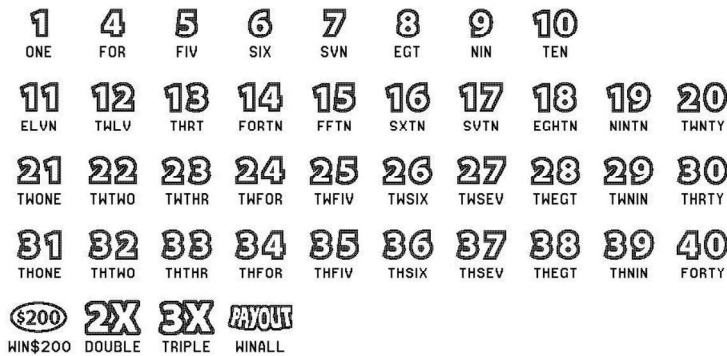 1 4 5 6 7 8 9 10
ONE FOR FIV SIX SVN EGT NIN TEN
11 12 13 14 15 16 17 18 19 20
ELVN TWLV THRT FORTN FFTN SXTN SVTN EGHTN NINTN TWNTY
21 22 23 24 25 26 27 28 29 30
TWONE TWTWO TWTHR TWFOR TWFIV TWSIX TWSEV TWEGT TWNIN THRTY
31 32 33 34 35 36 37 38 39 40
THONE THTWO THTHR THFOR THFIV THSIX THSEV THEGT THNIN FORTY
$200 2X 3X PAYOUT
WIN$200 DOUBLE TRIPLE WINALL